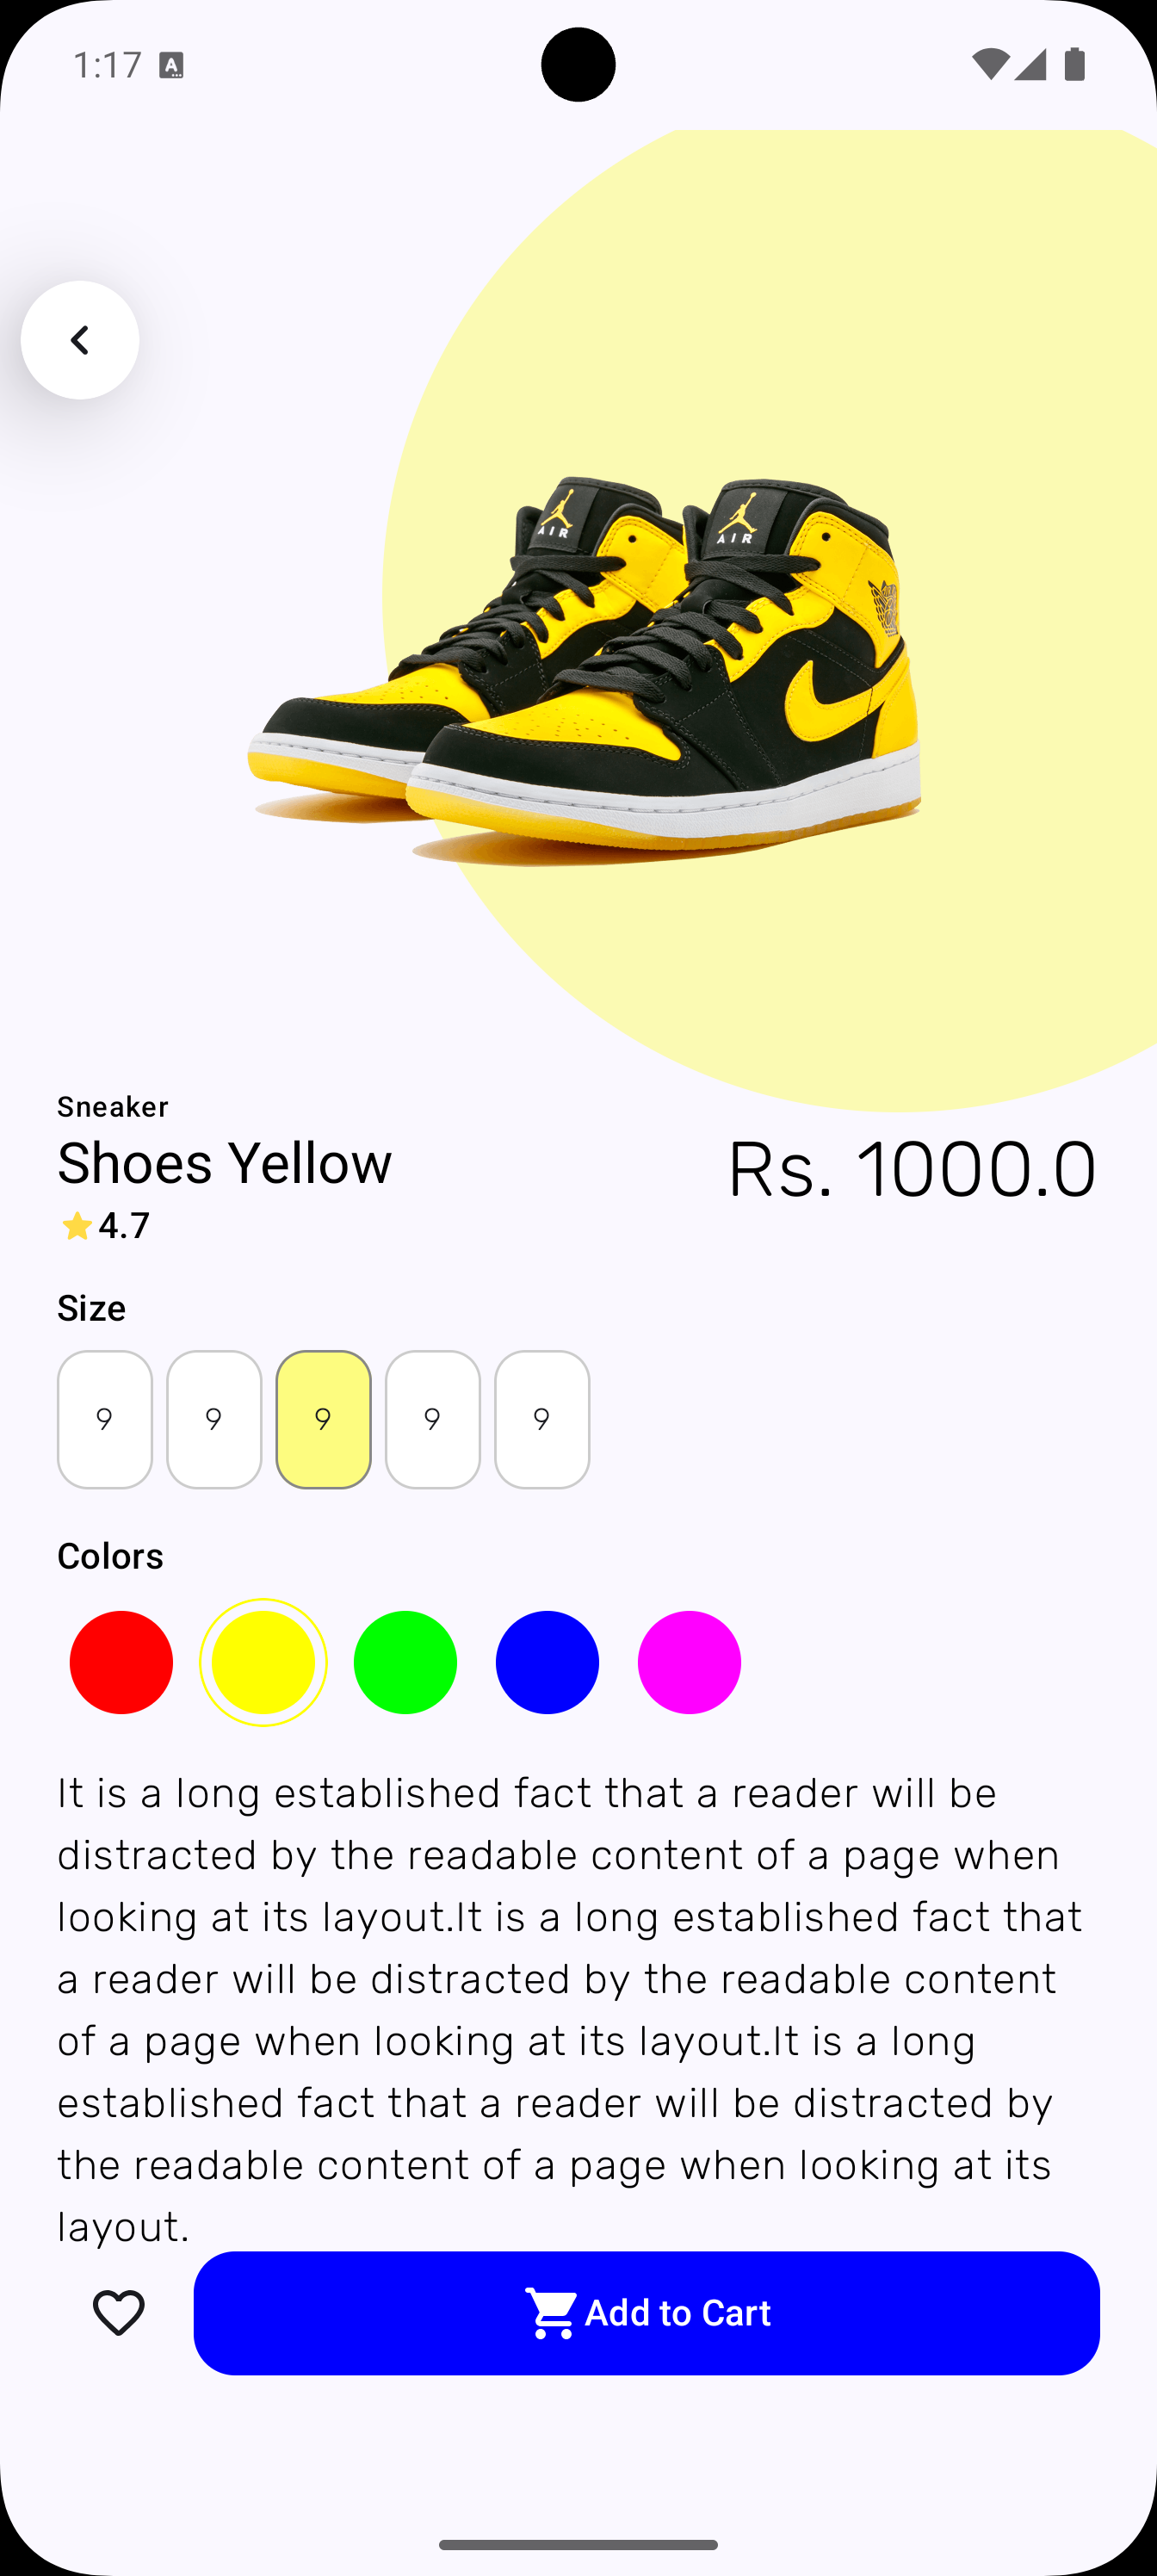 1:17
A
AIR
AIR
Sneaker
Shoes Yellow
Rs. 1000.0
4.7
Size
9 9 9 9 9
Colors
It is a long established fact that a reader will be
distracted by the readable content of a page when
looking at its layout.It is a long established fact that
a reader will be distracted by the readable content
of a page when looking at its layout.It is a long
established fact that a reader will be distracted by
the readable content of a page when looking at its
layout.
Add to Cart